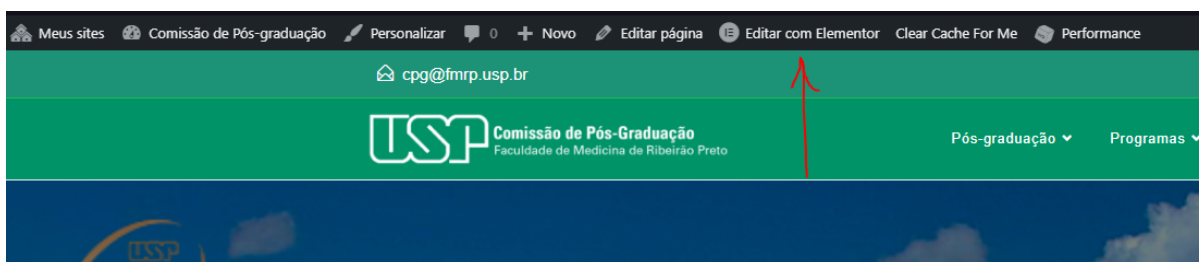 Meus sites Comissão de Pós-graduação Personalizar 0 Novo Editar página Editar com Elementor Clear Cache For Me Performance
cpg@fmrp.usp.br
USP Comissão de Pós-Graduação
Faculdade de Medicina de Ribeirão Preto
Pós-graduação Programas
USP